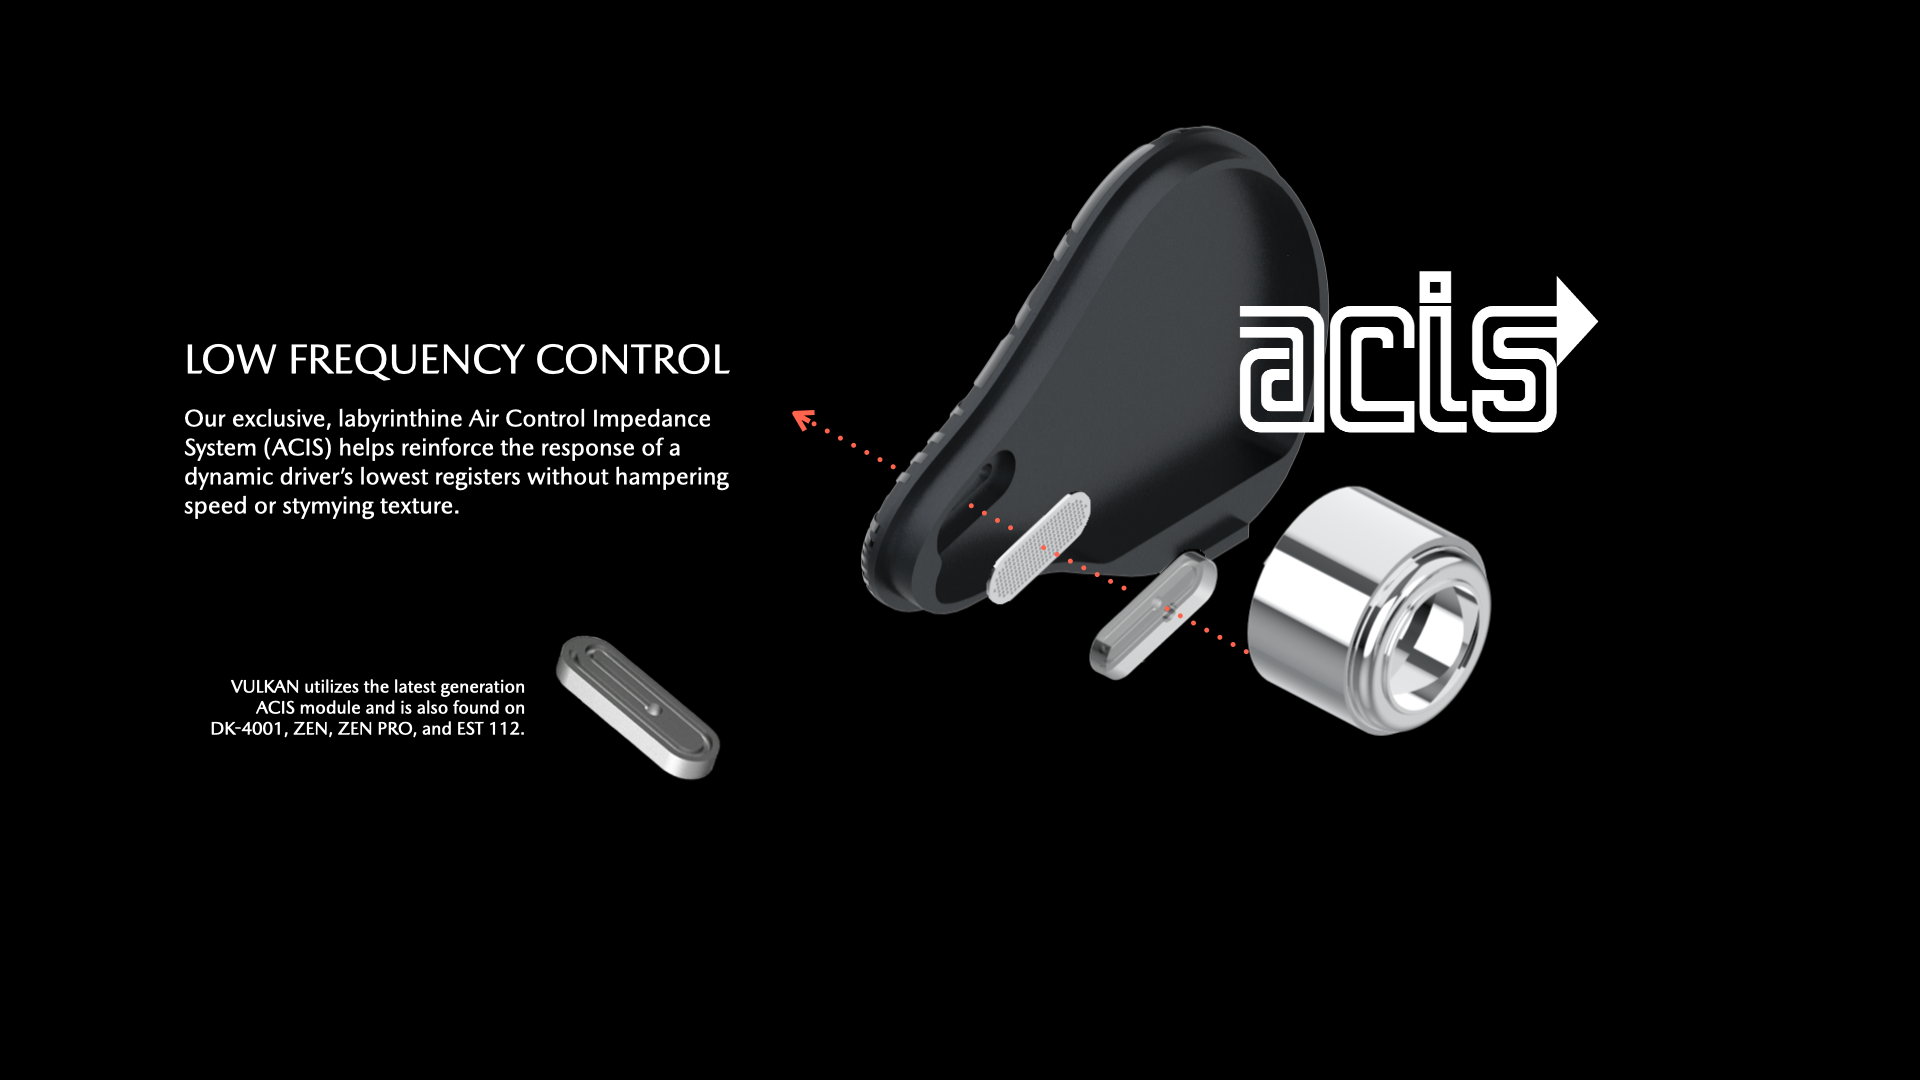 LOW FREQUENCY CONTROL
Our exclusive, labyrinthine Air Control Impedance
System (ACIS) helps reinforce the response of a
dynamic driver’s lowest registers without hampering
speed or stymying texture.
acis
VULKAN utilizes the latest generation
ACIS module and is also found on
DK-4001, ZEN, ZEN PRO, and EST 112.